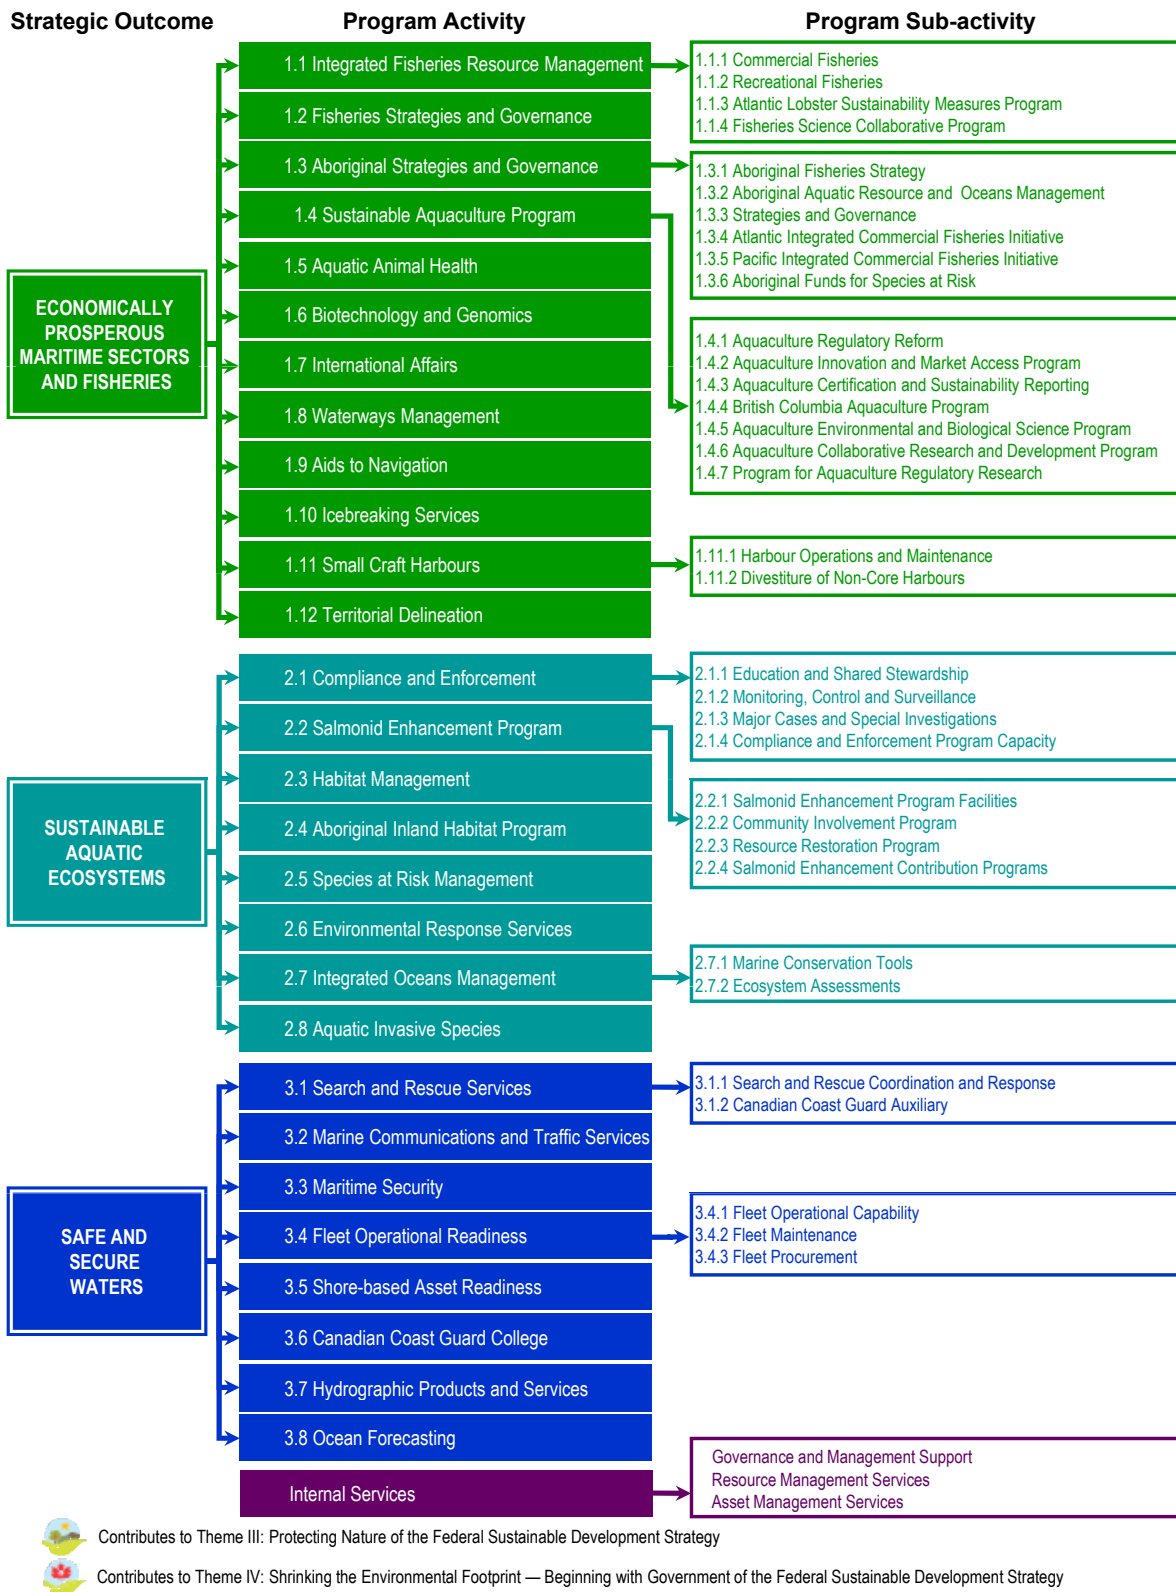 Strategic Outcome
Program Activity
Program Sub-activity
ECONOMICALLY
PROSPEROUS
MARITIME SECTORS
AND FISHERIES
1.1 Integrated Fisheries Resource Management
1.2 Fisheries Strategies and Governance
1.3 Aboriginal Strategies and Governance
1.4 Sustainable Aquaculture Program
1.5 Aquatic Animal Health
1.6 Biotechnology and Genomics
1.7 International Affairs
1.8 Waterways Management
1.9 Aids to Navigation
1.10 Icebreaking Services
1.11 Small Craft Harbours
1.12 Territorial Delineation
1.1.1 Commercial Fisheries
1.1.2 Recreational Fisheries
1.1.3 Atlantic Lobster Sustainability Measures Program
1.1.4 Fisheries Science Collaborative Program
1.3.1 Aboriginal Fisheries Strategy
1.3.2 Aboriginal Aquatic Resource and Oceans Management
1.3.3 Strategies and Governance
1.3.4 Atlantic Integrated Commercial Fisheries Initiative
1.3.5 Pacific Integrated Commercial Fisheries Initiative
1.3.6 Aboriginal Funds for Species at Risk
1.4.1 Aquaculture Regulatory Reform
1.4.2 Aquaculture Innovation and Market Access Program
1.4.3 Aquaculture Certification and Sustainability Reporting
1.4.4 British Columbia Aquaculture Program
1.4.5 Aquaculture Environmental and Biological Science Program
1.4.6 Aquaculture Collaborative Research and Development Program
1.4.7 Program for Aquaculture Regulatory Research
1.11.1 Harbour Operations and Maintenance
1.11.2 Divestiture of Non-Core Harbours
SUSTAINABLE
AQUATIC
ECOSYSTEMS
2.1 Compliance and Enforcement
2.2 Salmonid Enhancement Program
2.3 Habitat Management
2.4 Aboriginal Inland Habitat Program
2.5 Species at Risk Management
2.6 Environmental Response Services
2.7 Integrated Oceans Management
2.8 Aquatic Invasive Species
2.1.1 Education and Shared Stewardship
2.1.2 Monitoring, Control and Surveillance
2.1.3 Major Cases and Special Investigations
2.1.4 Compliance and Enforcement Program Capacity
2.2.1 Salmonid Enhancement Program Facilities
2.2.2 Community Involvement Program
2.2.3 Resource Restoration Program
2.2.4 Salmonid Enhancement Contribution Programs
2.7.1 Marine Conservation Tools
2.7.2 Ecosystem Assessments
SAFE AND
SECURE
WATERS
3.1 Search and Rescue Services
3.2 Marine Communications and Traffic Services
3.3 Maritime Security
3.4 Fleet Operational Readiness
3.5 Shore-based Asset Readiness
3.6 Canadian Coast Guard College
3.7 Hydrographic Products and Services
3.8 Ocean Forecasting
3.1.1 Search and Rescue Coordination and Response
3.1.2 Canadian Coast Guard Auxiliary
3.4.1 Fleet Operational Capability
3.4.2 Fleet Maintenance
3.4.3 Fleet Procurement
Internal Services
Governance and Management Support
Resource Management Services
Asset Management Services
Contributes to Theme III: Protecting Nature of the Federal Sustainable Development Strategy
Contributes to Theme IV: Shrinking the Environmental Footprint — Beginning with Government of the Federal Sustainable Development Strategy